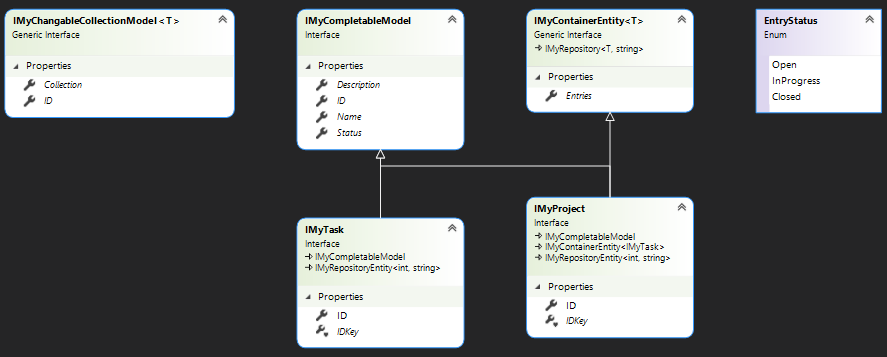 IMyChangableCollectionModel <T>
Generic Interface
Properties
Collection
ID
IMyCompletableModel
Interface
Properties
Description
ID
Name
Status
IMyContainerEntity<T>
Generic Interface
IMyRepository<T, string>
Properties
Entries
EntryStatus
Enum
Open
InProgress
Closed
IMyTask
Interface
IMyCompletableModel
IMyRepositoryEntity<int, string>
Properties
ID
IDKey
IMyProject
Interface
IMyCompletableModel
IMyContainerEntity<IMyTask>
IMyRepositoryEntity<int, string>
Properties
ID
IDKey